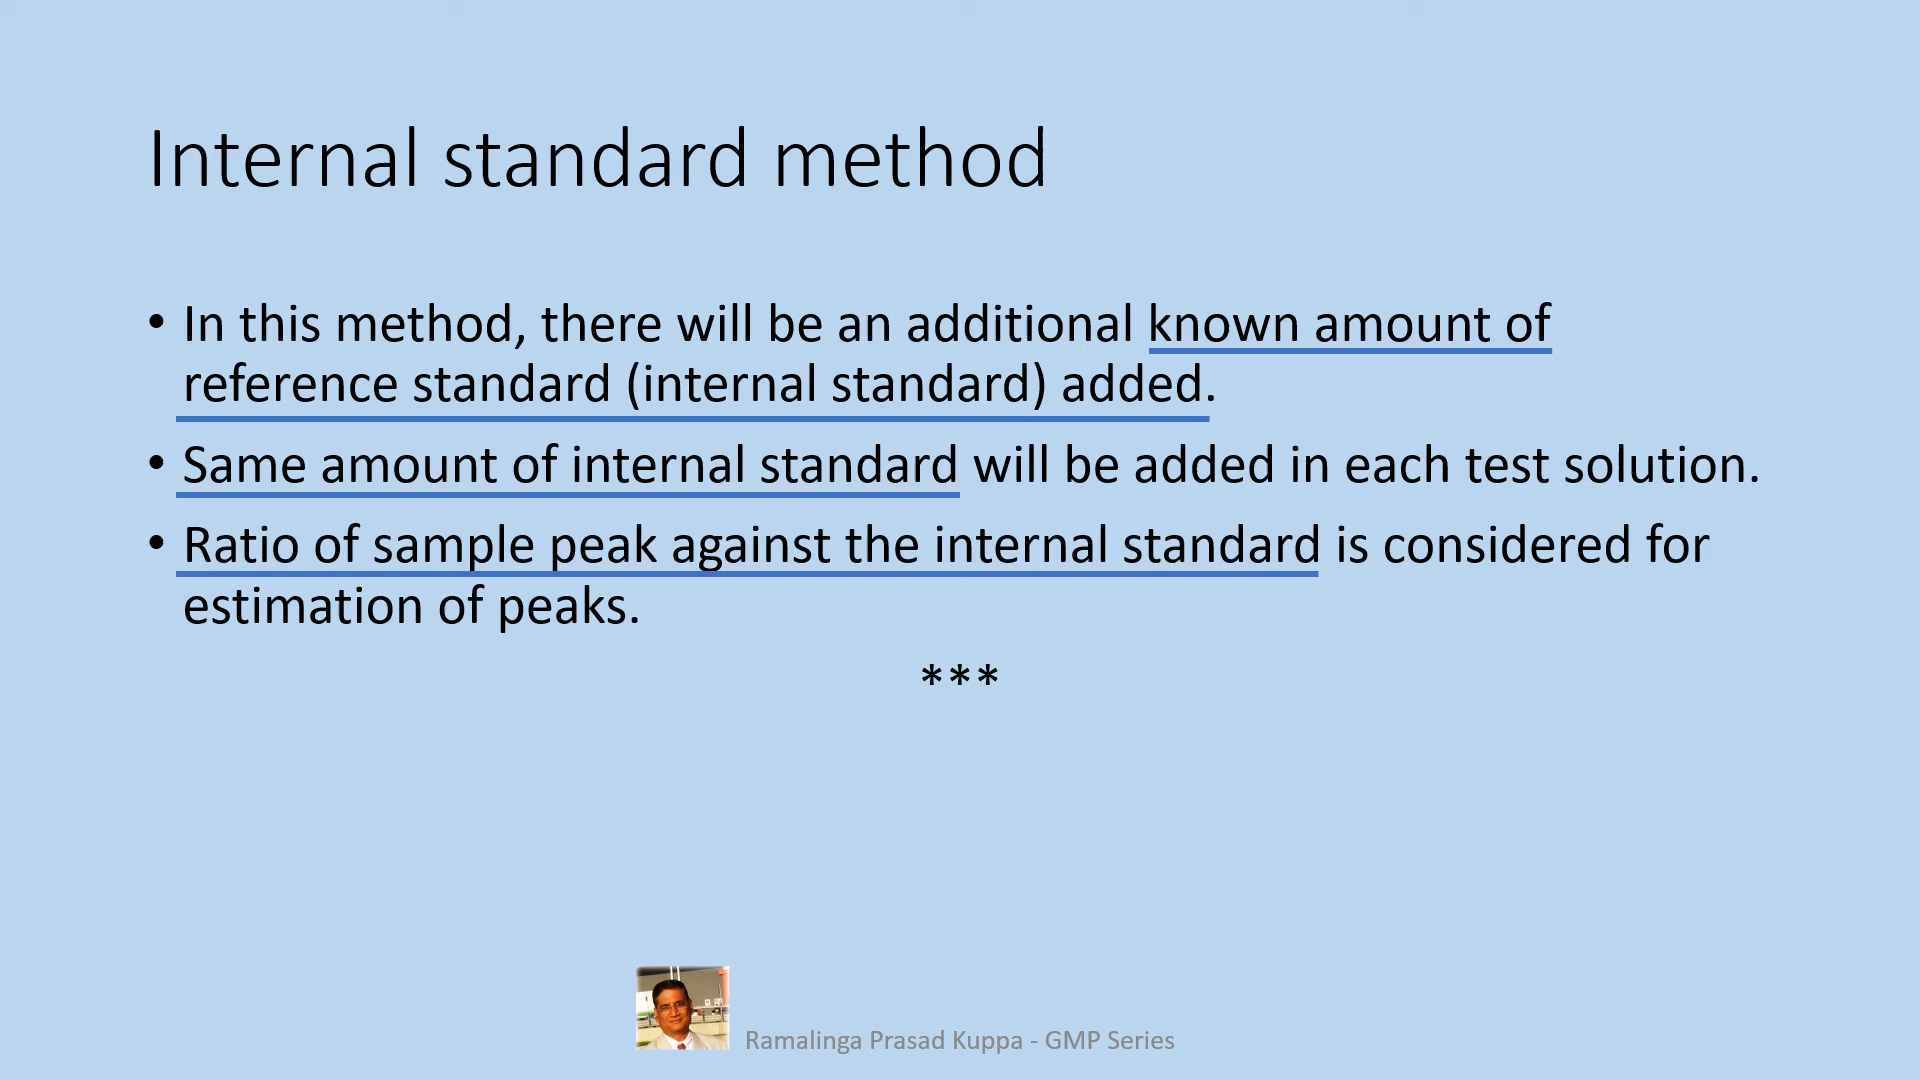 Internal standard method
• In this method, there will be an additional known amount of
reference standard (internal standard) added.
• Same amount of internal standard will be added in each test solution.
• Ratio of sample peak against the internal standard is considered for
estimation of peaks.
***
Ramalinga Prasad Kuppa - GMP Series